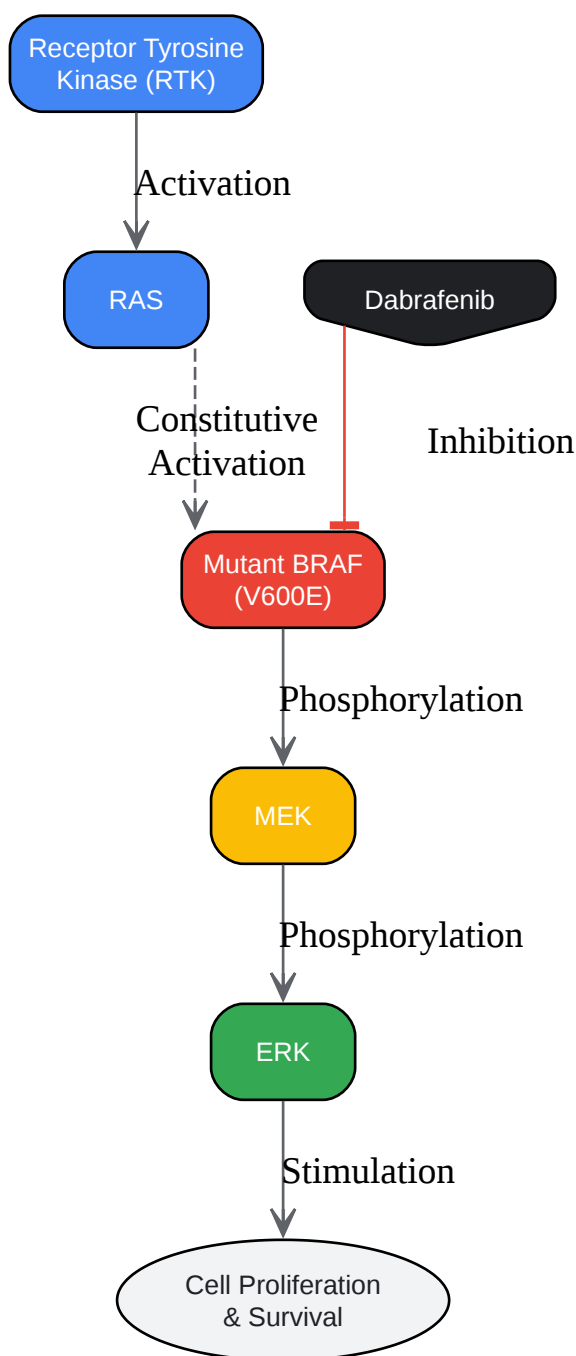 Receptor Tyrosine
Kinase (RTK)
Activation
RAS
Dabrafenib
Constitutive
Activation
Inhibition
Mutant BRAF
(V600E)
Phosphorylation
MEK
Phosphorylation
ERK
Stimulation
Cell Proliferation
& Survival